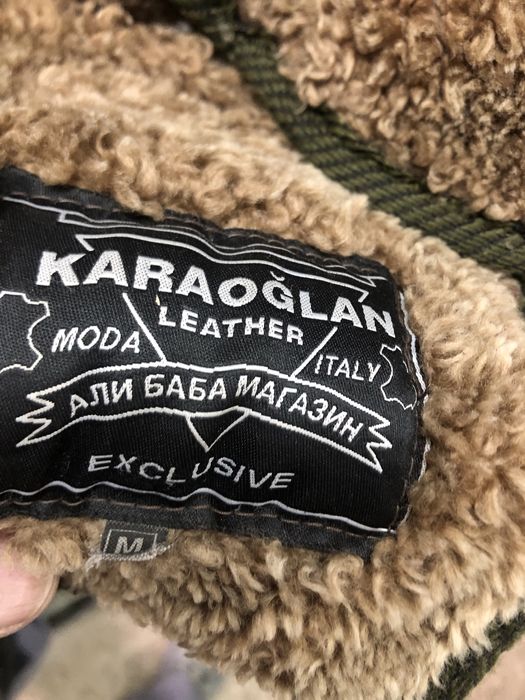 KARAOĞLAN
LEATHER
MODA
ITALY
АЛИ БАБА МАГАЗИН
EXCLUSIVE
M